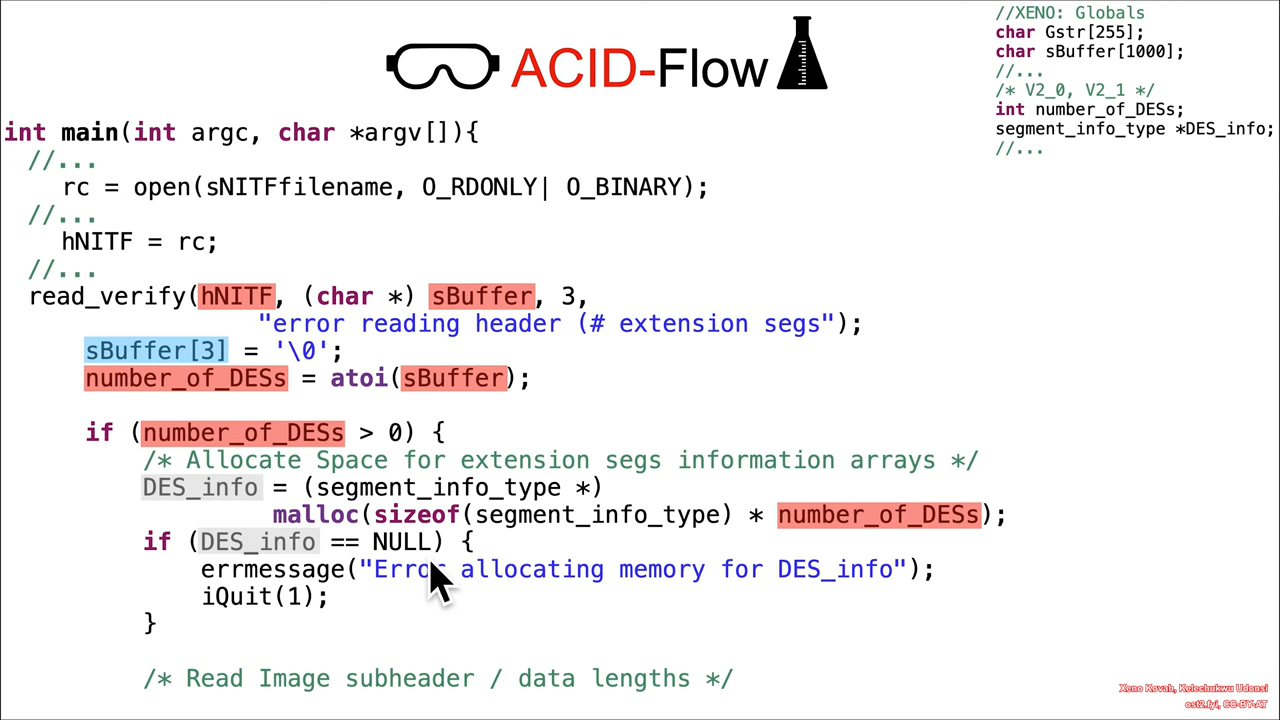 ACID-Flow
//XENO: Globals
char Gstr[255];
char sBuffer[1000];
//...
/* V2_0, V2_1 */
int number_of_DESs;
segment_info_type *DES_info;
//...
int main(int argc, char *argv[]){
//...
rc = open(sNITFfilename, O_RDONLY| O_BINARY);
//...
hNITF = rc;
//...
read_verify(hNITF, (char *) sBuffer, 3,
"error reading header (# extension segs");
sBuffer[3] = '\0';
number_of_DESs = atoi(sBuffer);
if (number_of_DESs > 0) {
/* Allocate Space for extension segs information arrays */
DES_info = (segment_info_type *)
malloc(sizeof(segment_info_type) * number_of_DESs);
if (DES_info == NULL) {
errmessage("Error allocating memory for DES_info");
iQuit(1);
}
/* Read Image subheader / data lengths */
Xeno Kovah, Kelechukwu Udonsi
ost2.fyi, CC-BY-AT